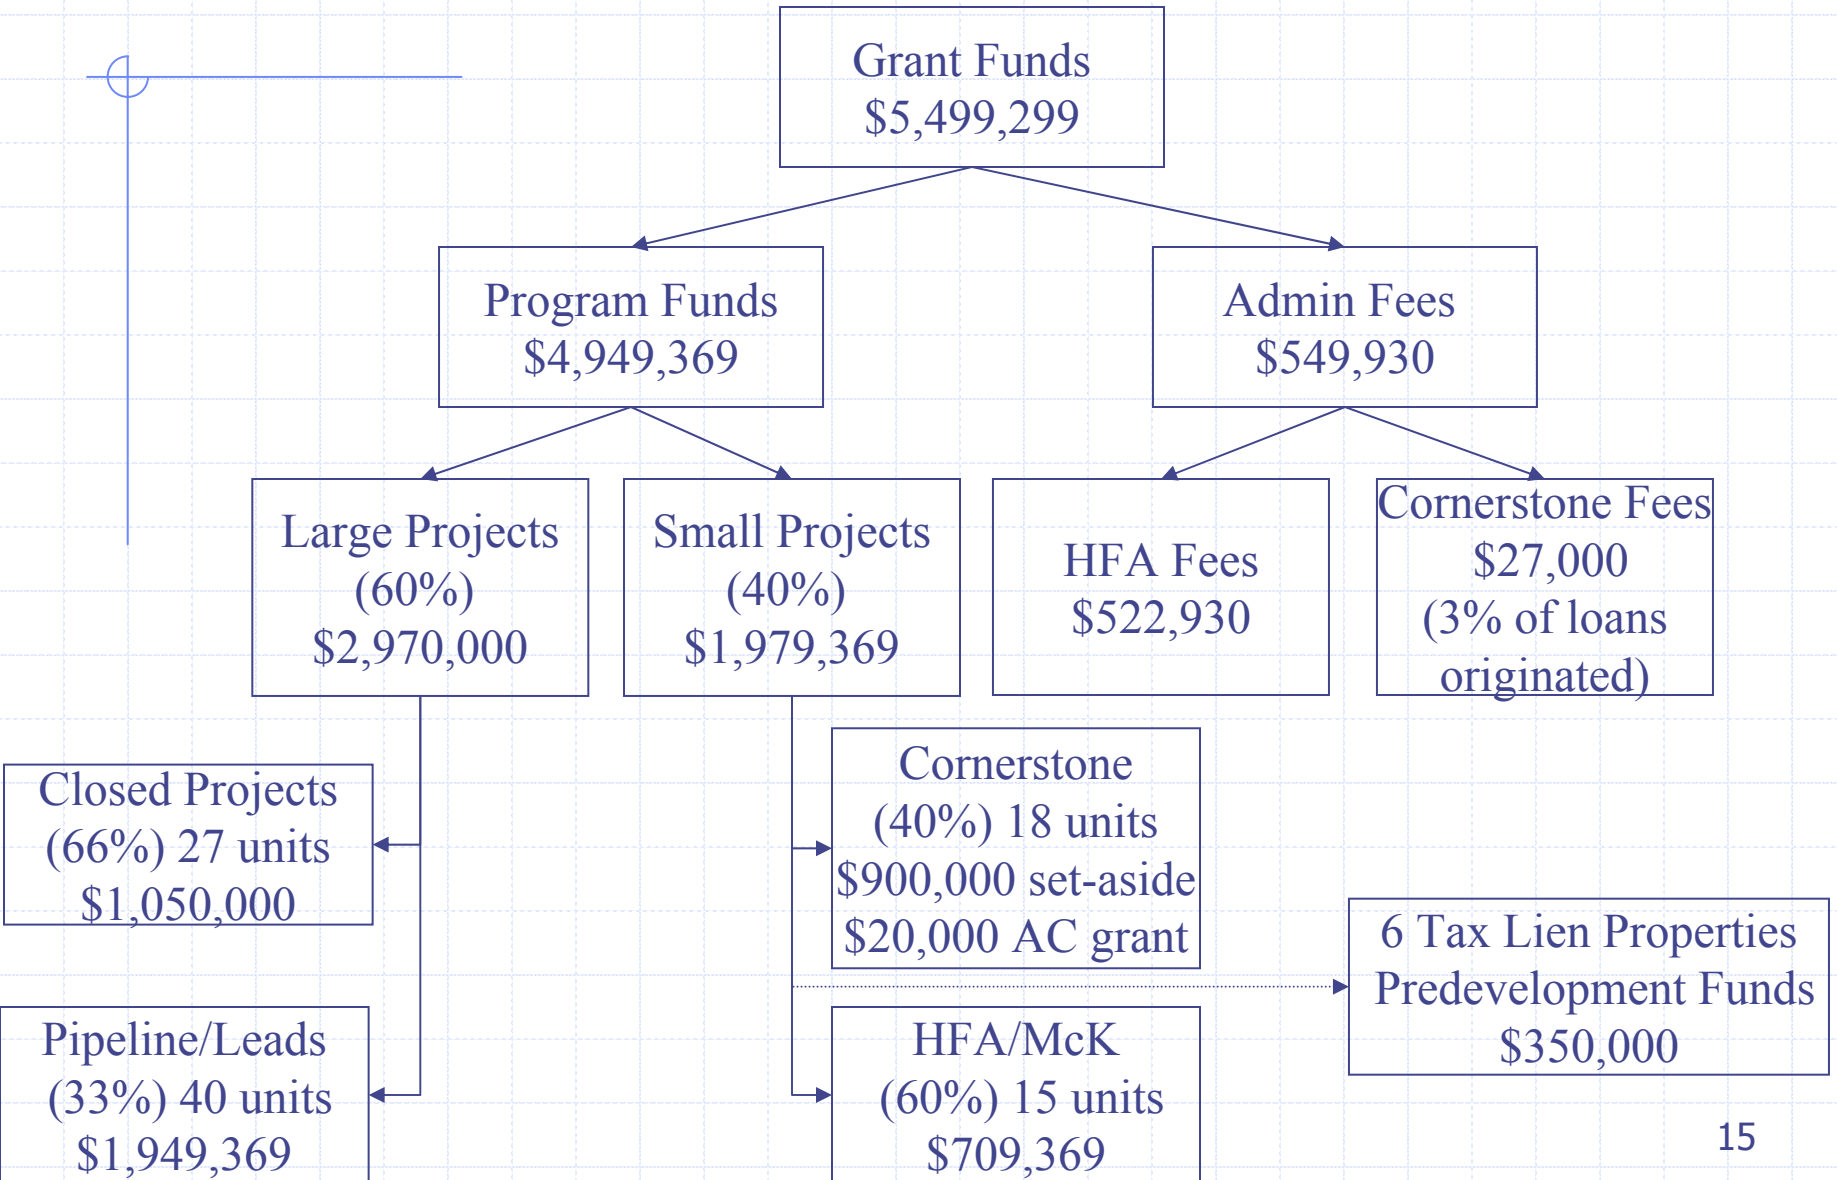 Grant Funds
$5,499,299
Program Funds
$4,949,369
Admin Fees
$549,930
Large Projects
(60%)
$2,970,000
Small Projects
(40%)
$1,979,369
HFA Fees
$522,930
Cornerstone Fees
$27,000
(3% of loans
originated)
Closed Projects
(66%) 27 units
$1,050,000
Cornerstone
(40%) 18 units
$900,000 set-aside
$20,000 AC grant
6 Tax Lien Properties
Predevelopment Funds
$350,000
Pipeline/Leads
(33%) 40 units
$1,949,369
HFA/McK
(60%) 15 units
$709,369
15